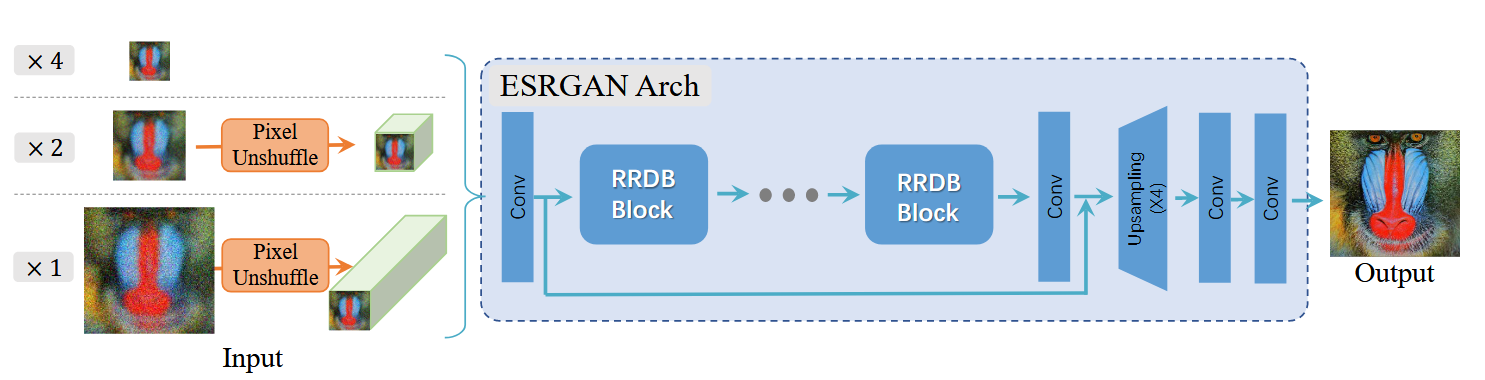 × 4
× 2
Pixel
Unshuffle
× 1
Pixel
Unshuffle
Input
ESRGAN Arch
Conv
RRDB
Block
RRDB
Block
Conv
Upsampling
(X4)
Conv
Conv
Output